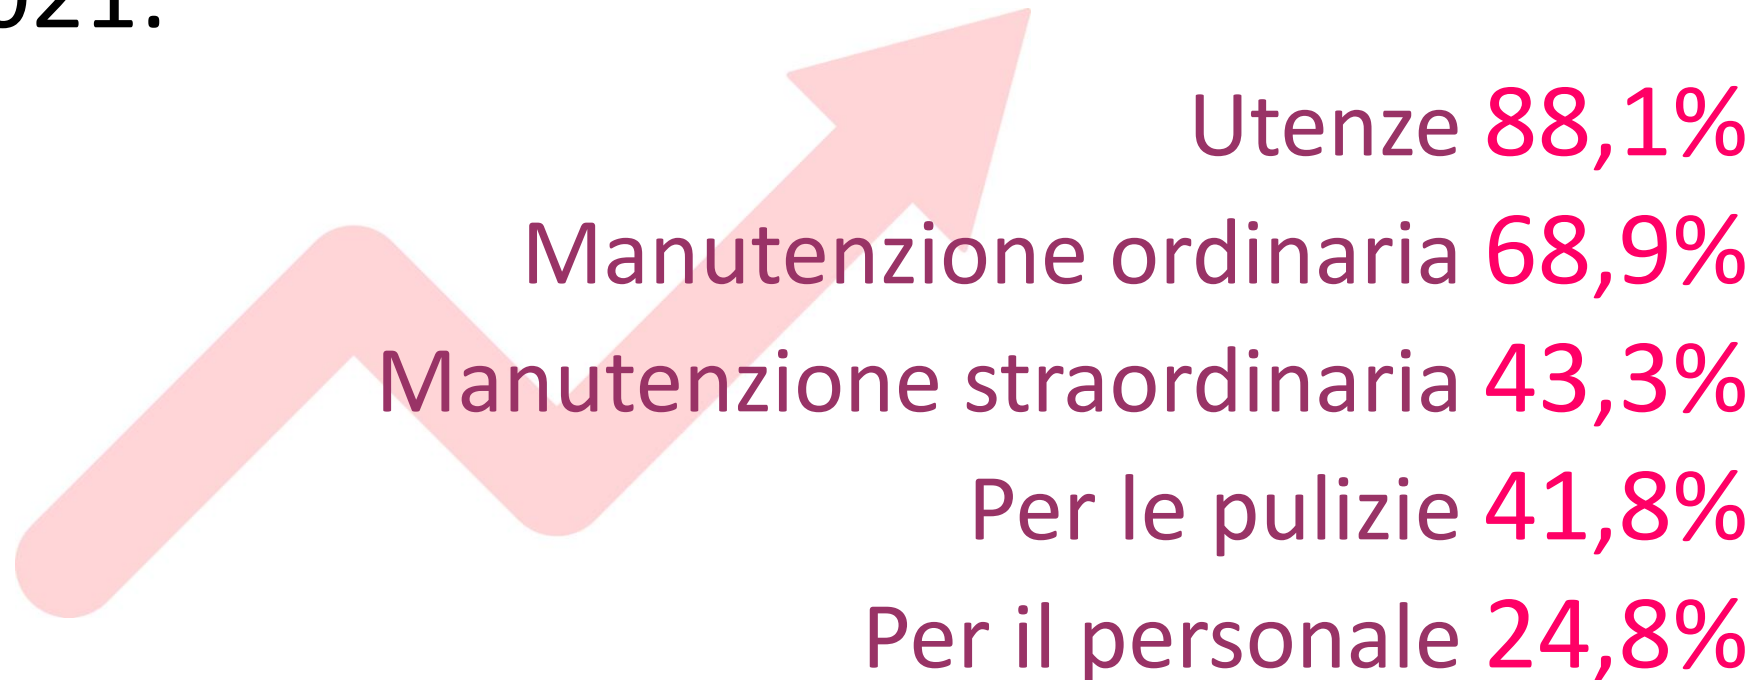 021:
Utenze 88,1%
Manutenzione ordinaria 68,9%
Manutenzione straordinaria 43,3%
Per le pulizie 41,8%
Per il personale 24,8%